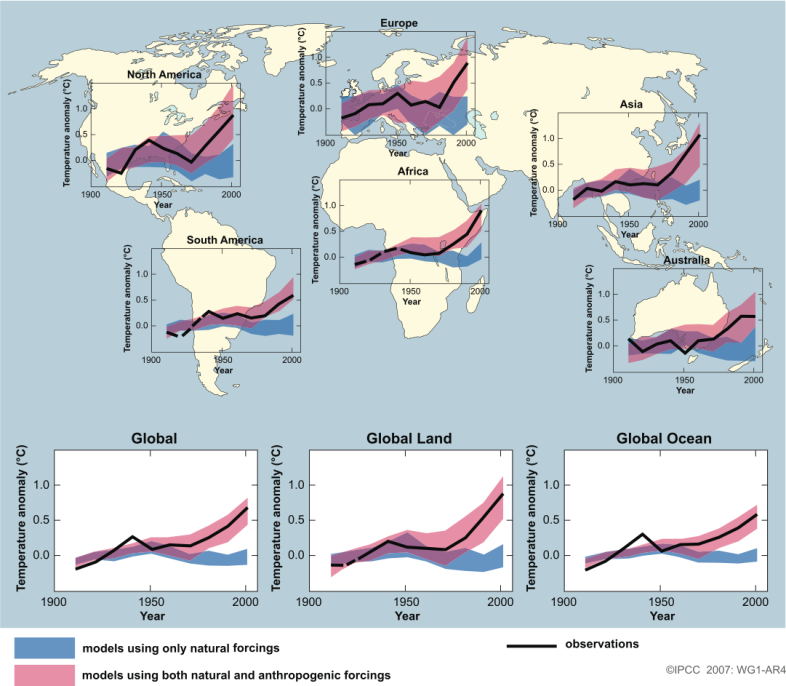 Europe
Temperature anomaly (°C)
1.0
0.5
0.0
1900
1950
2000
Year
North America
Temperature anomaly (°C)
1.0
0.5
0.0
1900
1950
2000
Year
Asia
Temperature anomaly (°C)
1.0
0.5
0.0
1900
1950
2000
Year
Africa
Temperature anomaly (°C)
1.0
0.5
0.0
1900
1950
2000
Year
South America
Temperature anomaly (°C)
1.0
0.5
0.0
1900
1950
2000
Year
Australia
Temperature anomaly (°C)
1.0
0.5
0.0
1900
1950
2000
Year
Global
Temperature anomaly (°C)
1.0
0.5
0.0
1900
1950
2000
Year
Global Land
Temperature anomaly (°C)
1.0
0.5
0.0
1900
1950
2000
Year
Global Ocean
Temperature anomaly (°C)
1.0
0.5
0.0
1900
1950
2000
Year
models using only natural forcings
observations
models using both natural and anthropogenic forcings
©IPCC 2007: WG1-AR4